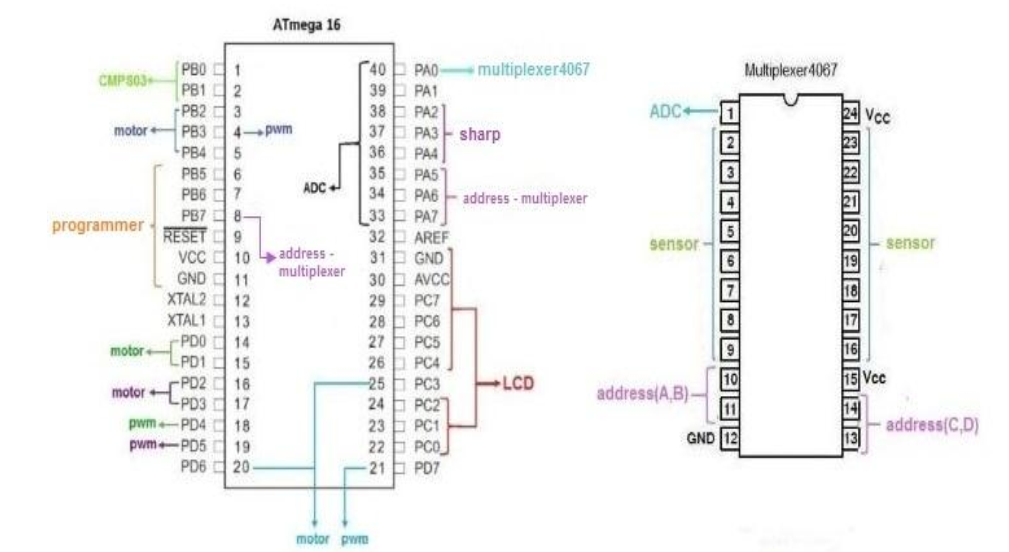 ATmega 16
CMPS03
PB0 1
PB1 2
motor
PB2 3
PB3 4 pwm
PB4 5
programmer
PB5 6
PB6 7
PB7 8
address -
multiplexer
RESET 9
VCC 10
GND 11
XTAL2 12
XTAL1 13
motor
PD0 14
PD1 15
motor
PD2 16
PD3 17
pwm PD4 18
pwm PD5 19
PD6 20
ADC
40 PA0 multiplexer4067
39 PA1
38 PA2
37 PA3
36 PA4
sharp
35 PA5
34 PA6
33 PA7
address - multiplexer
32 AREF
31 GND
30 AVCC
29 PC7
28 PC6
27 PC5
26 PC4
25 PC3
LCD
24 PC2
23 PC1
22 PC0
21 PD7
motor pwm
Multiplexer4067
ADC 1
24 Vcc
2 23
3 22
4 21
5 20
sensor
sensor
6 19
7 18
8 17
9 16
10 15 Vcc
address(A,B)
11 14
address(C,D)
GND 12 13